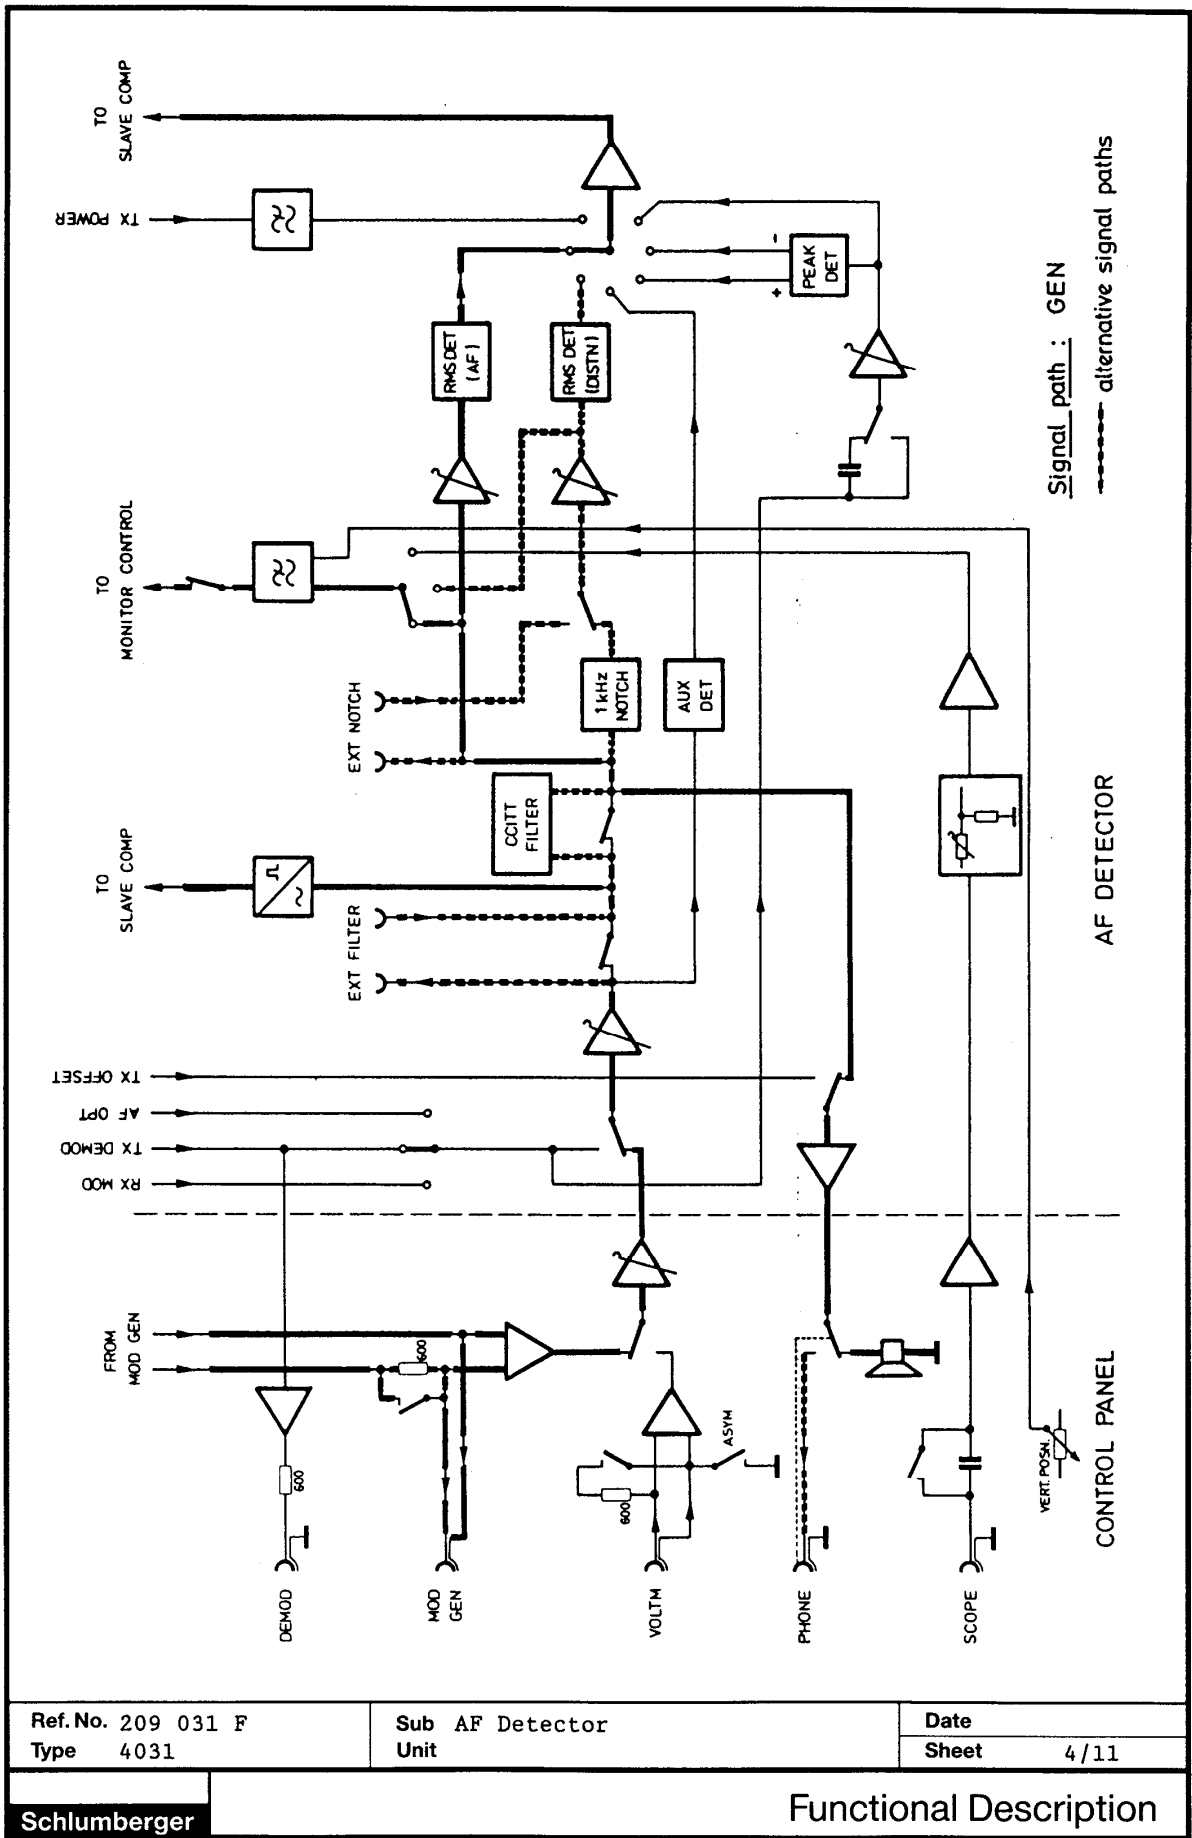 DEMOD
600
MOD
GEN
FROM
MOD GEN
600
VOLTM
600
ASYM
PHONE
SCOPE
VERT. POSN.
CONTROL PANEL
RX MOD
TX DEMOD
AF OPT
TX OFFSET
EXT FILTER
TO
SLAVE COMP
CCITT
FILTER
EXT NOTCH
1 kHz
NOTCH
AUX
DET
TO
MONITOR CONTROL
RMS DET
(AF)
RMS DET
(DISTN)
TX POWER
TO
SLAVE COMP
+
-
PEAK
DET
AF DETECTOR
Signal path : GEN
alternative signal paths
Ref. No. 209 031 F
Type 4031
Sub AF Detector
Unit
Date
Sheet 4/11
Schlumberger
Functional Description